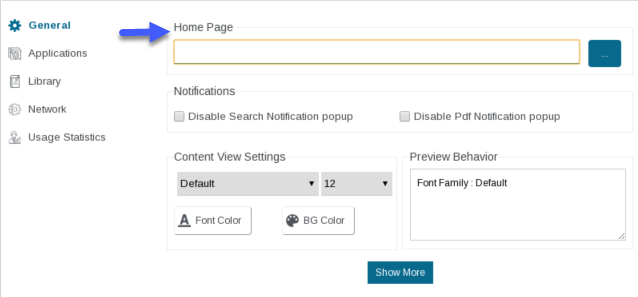 General
Applications
Library
Network
Usage Statistics
Home Page
...
Notifications
Disable Search Notification popup
Disable Pdf Notification popup
Content View Settings
Default
12
Font Color
BG Color
Preview Behavior
Font Family : Default
Show More